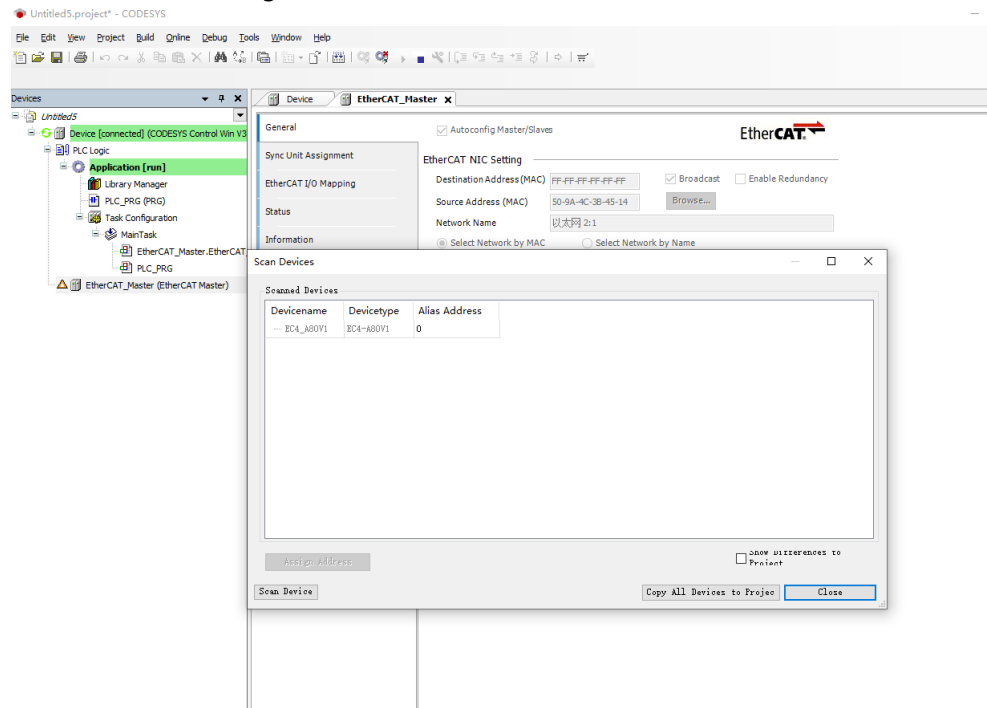 Untitled5.project* - CODESYS
File Edit View Project Build Online Debug Tools Window Help
Devices
Device
EtherCAT_Master
Untitled5
Device [connected] (CODESYS Control Win V3
PLC Logic
Application [run]
Library Manager
PLC_PRG (PRG)
Task Configuration
MainTask
EtherCAT_Master.EtherCAT_
PLC_PRG
EtherCAT_Master (EtherCAT Master)
General
Sync Unit Assignment
EtherCAT I/O Mapping
Status
Information
Autoconfig Master/Slaves
EtherCAT.
EtherCAT NIC Setting
Destination Address (MAC) FF-FF-FF-FF-FF-FF Broadcast Enable Redundancy
Source Address (MAC) 50-9A-4C-3B-45-14 Browse...
Network Name 以太网 2:1
Select Network by MAC Select Network by Name
Scan Devices
Scanned Devices
Devicename Devicetype Alias Address
EC4_A80V1 EC4-A80V1 0
Assign Address
Show Differences to
Project
Scan Device
Copy All Devices to Projec
Close